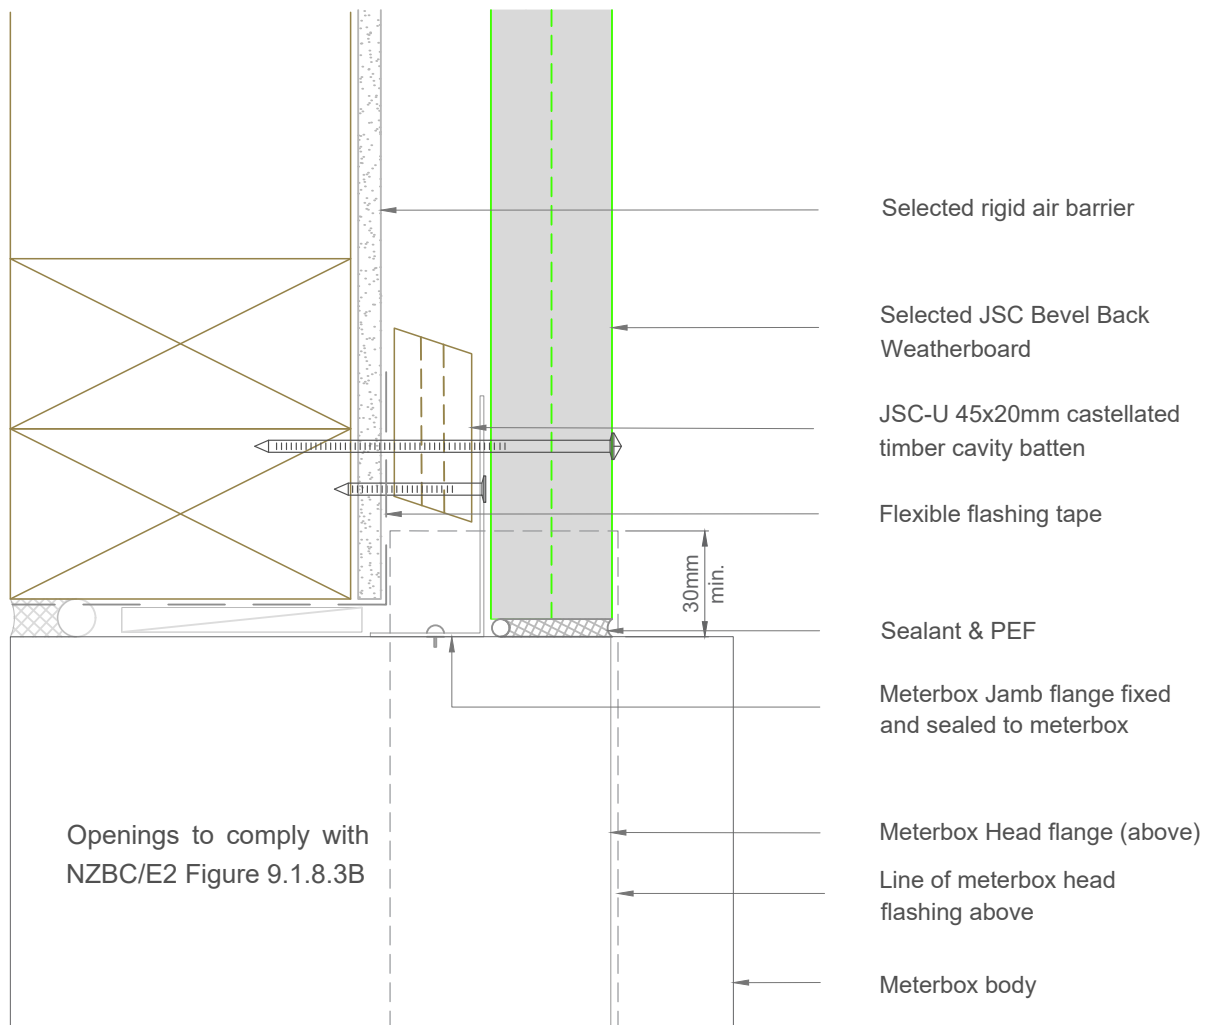 Selected rigid air barrier
Selected JSC Bevel Back
Weatherboard
JSC-U 45x20mm castellated
timber cavity batten
Flexible flashing tape
30mm
min.
Sealant & PEF
Meterbox Jamb flange fixed
and sealed to meterbox
Openings to comply with
NZBC/E2 Figure 9.1.8.3B
Meterbox Head flange (above)
Line of meterbox head
flashing above
Meterbox body